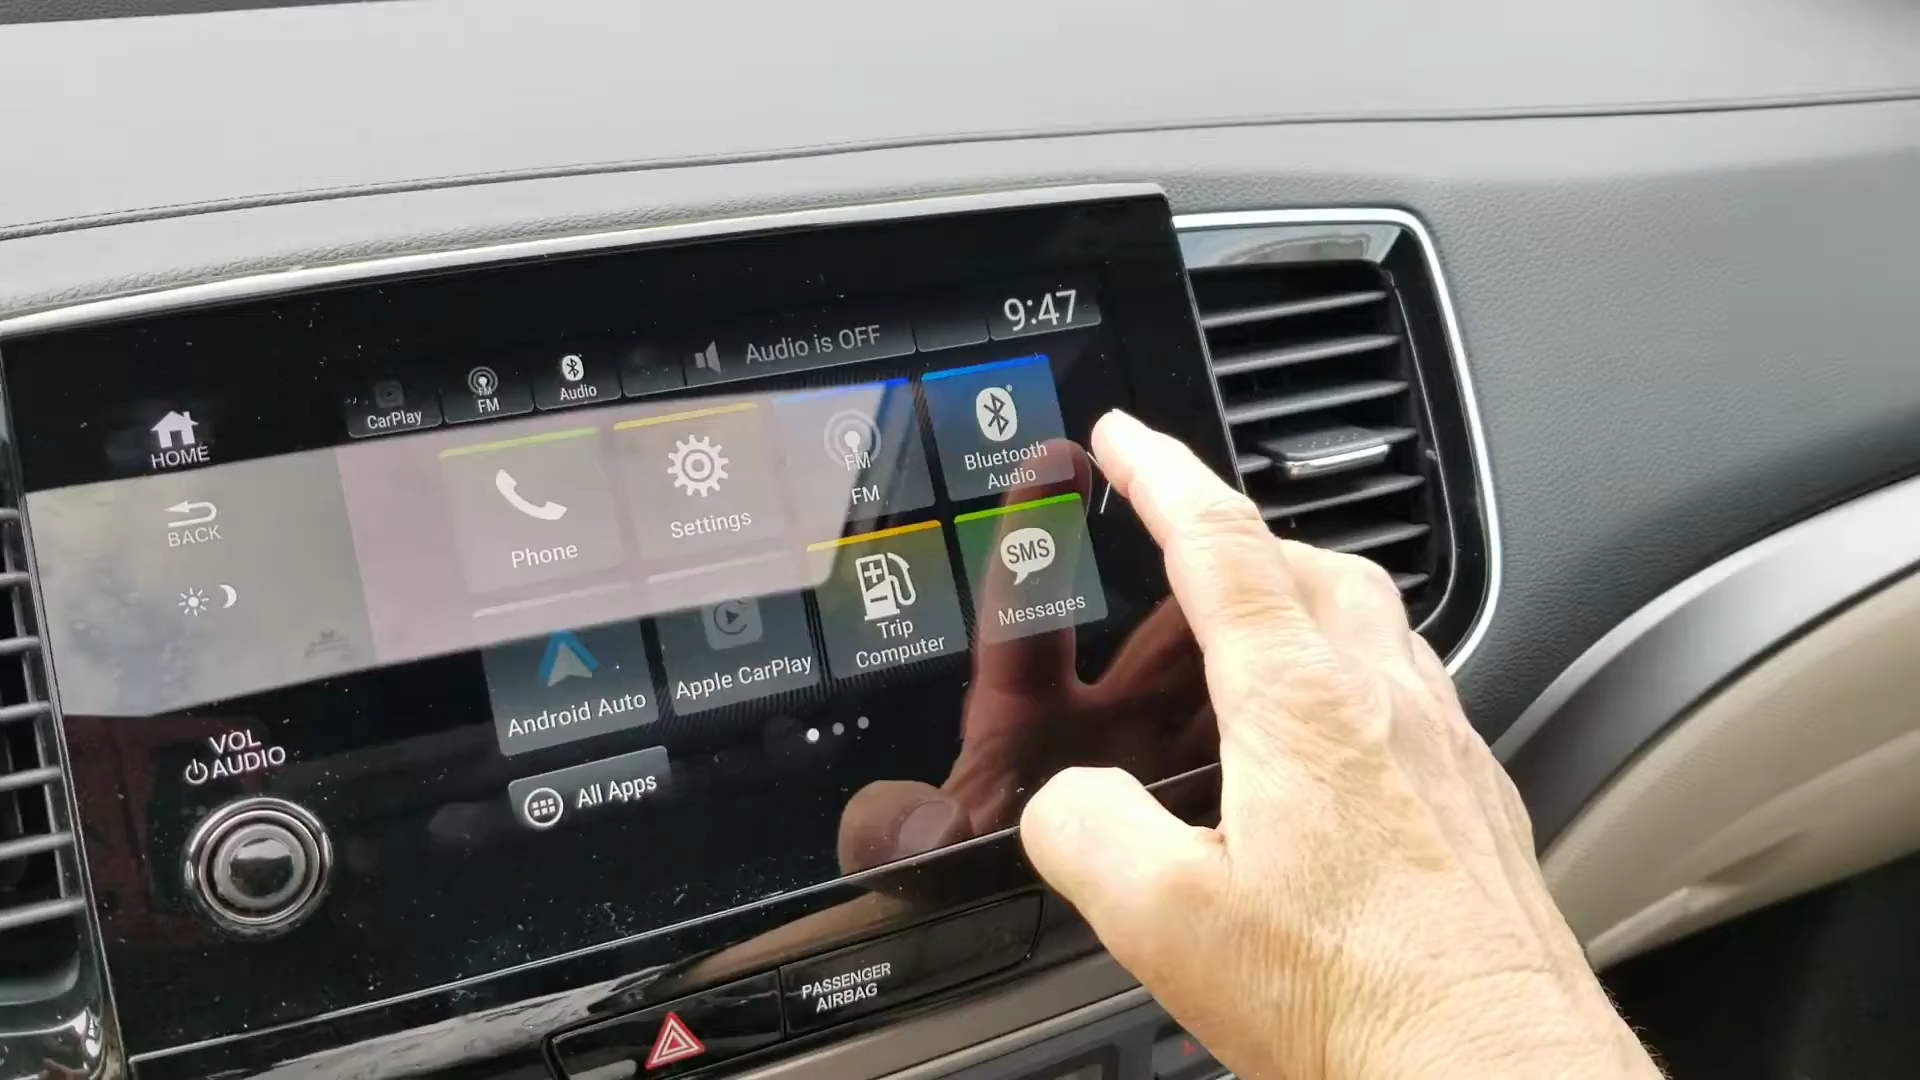 9:47
Audio is OFF
CarPlay
FM
FM
Audio
HOME
BACK
Phone
Settings
FM
FM
Bluetooth
Audio
Android Auto
Apple CarPlay
Trip
Computer
SMS
Messages
VOL
AUDIO
All Apps
PASSENGER
AIRBAG